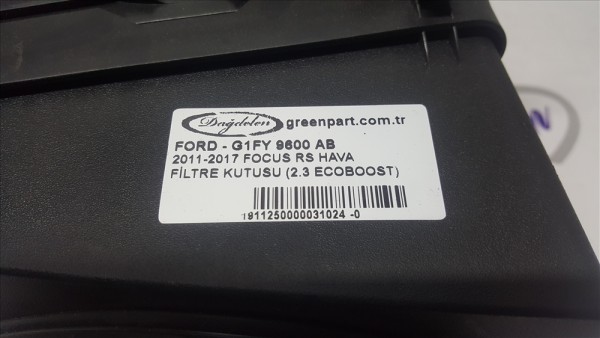 Dağdelen greenpart.com.tr
FORD - G1FY 9600 AB
2011-2017 FOCUS RS HAVA
FİLTRE KUTUSU (2.3 ECOBOOST)
1911250000031024 -0